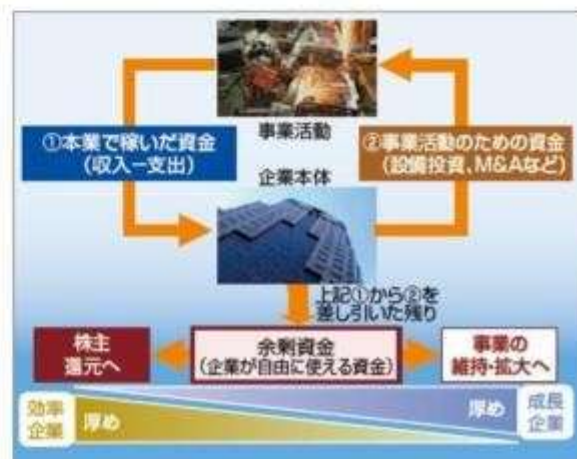 事業活動
①本業で稼いだ資金
(収入ー支出)
②事業活動のための資金
(設備投資、M&Aなど)
企業本体
上記①から②を
差し引いた残り
株主
還元へ
余剰資金
(企業が自由に使える資金)
事業の
維持・拡大へ
効率
企業
厚め
厚め
成長
企業